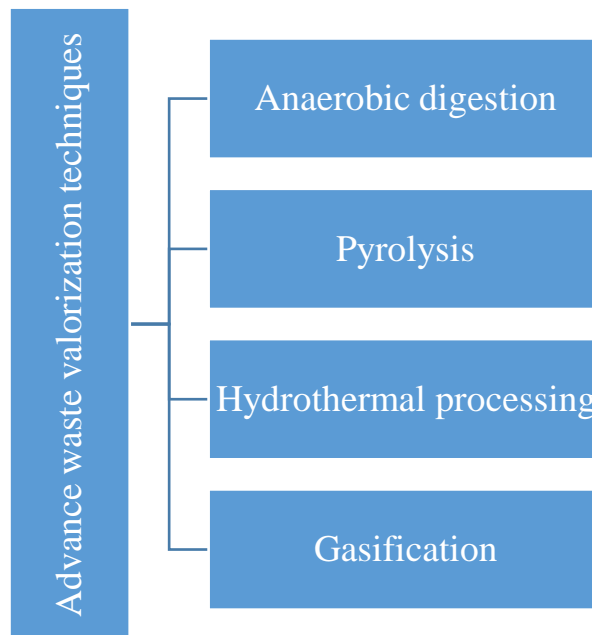 Advance waste valorization techniques
Anaerobic digestion
Pyrolysis
Hydrothermal processing
Gasification